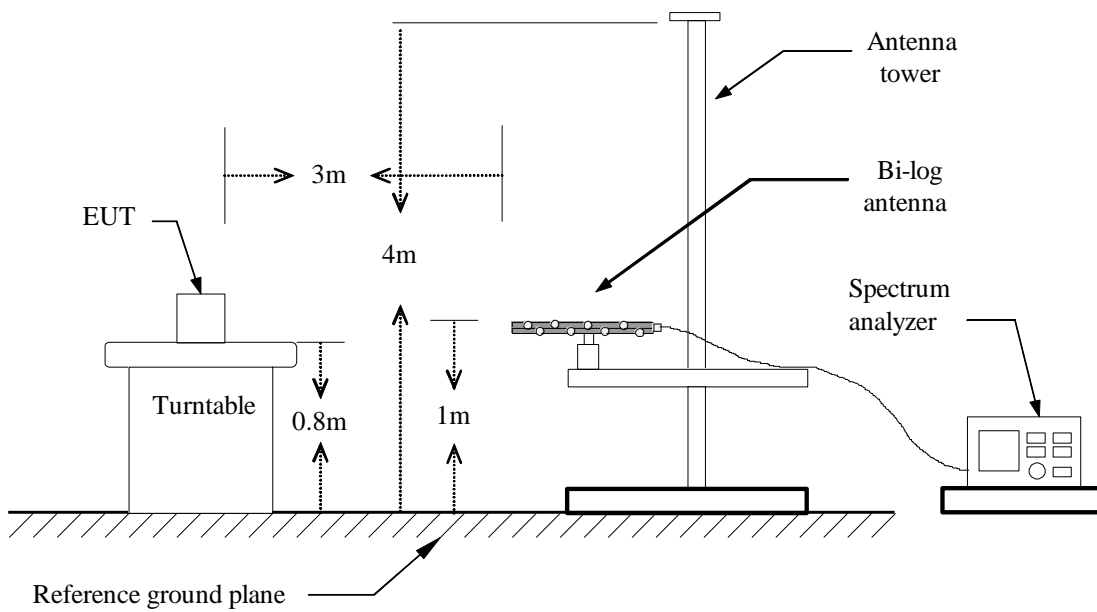 Antenna
tower
3m
Bi-log
antenna
EUT
4m
Spectrum
analyzer
Turntable
0.8m
1m
Reference ground plane